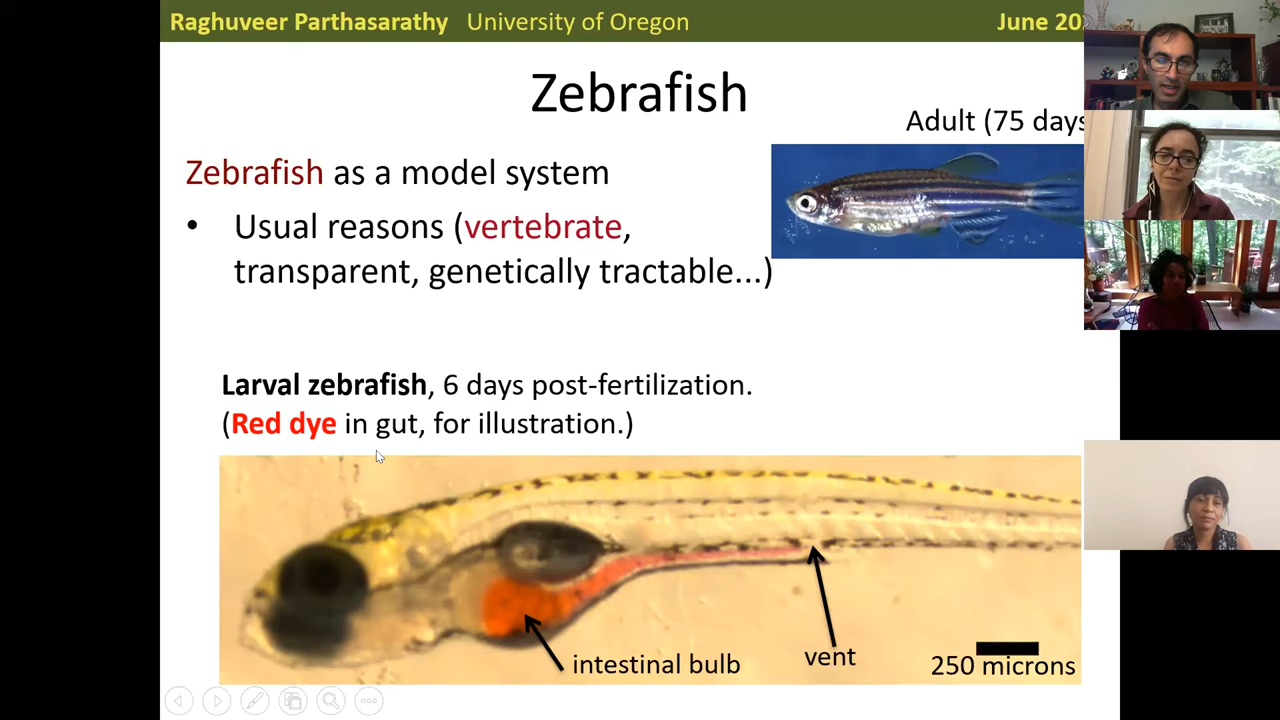 Raghuveer Parthasarathy University of Oregon June 20
Zebrafish
Adult (75 days
Zebrafish as a model system
• Usual reasons (vertebrate,
transparent, genetically tractable...)
Larval zebrafish, 6 days post-fertilization.
(Red dye in gut, for illustration.)
intestinal bulb
vent
250 microns